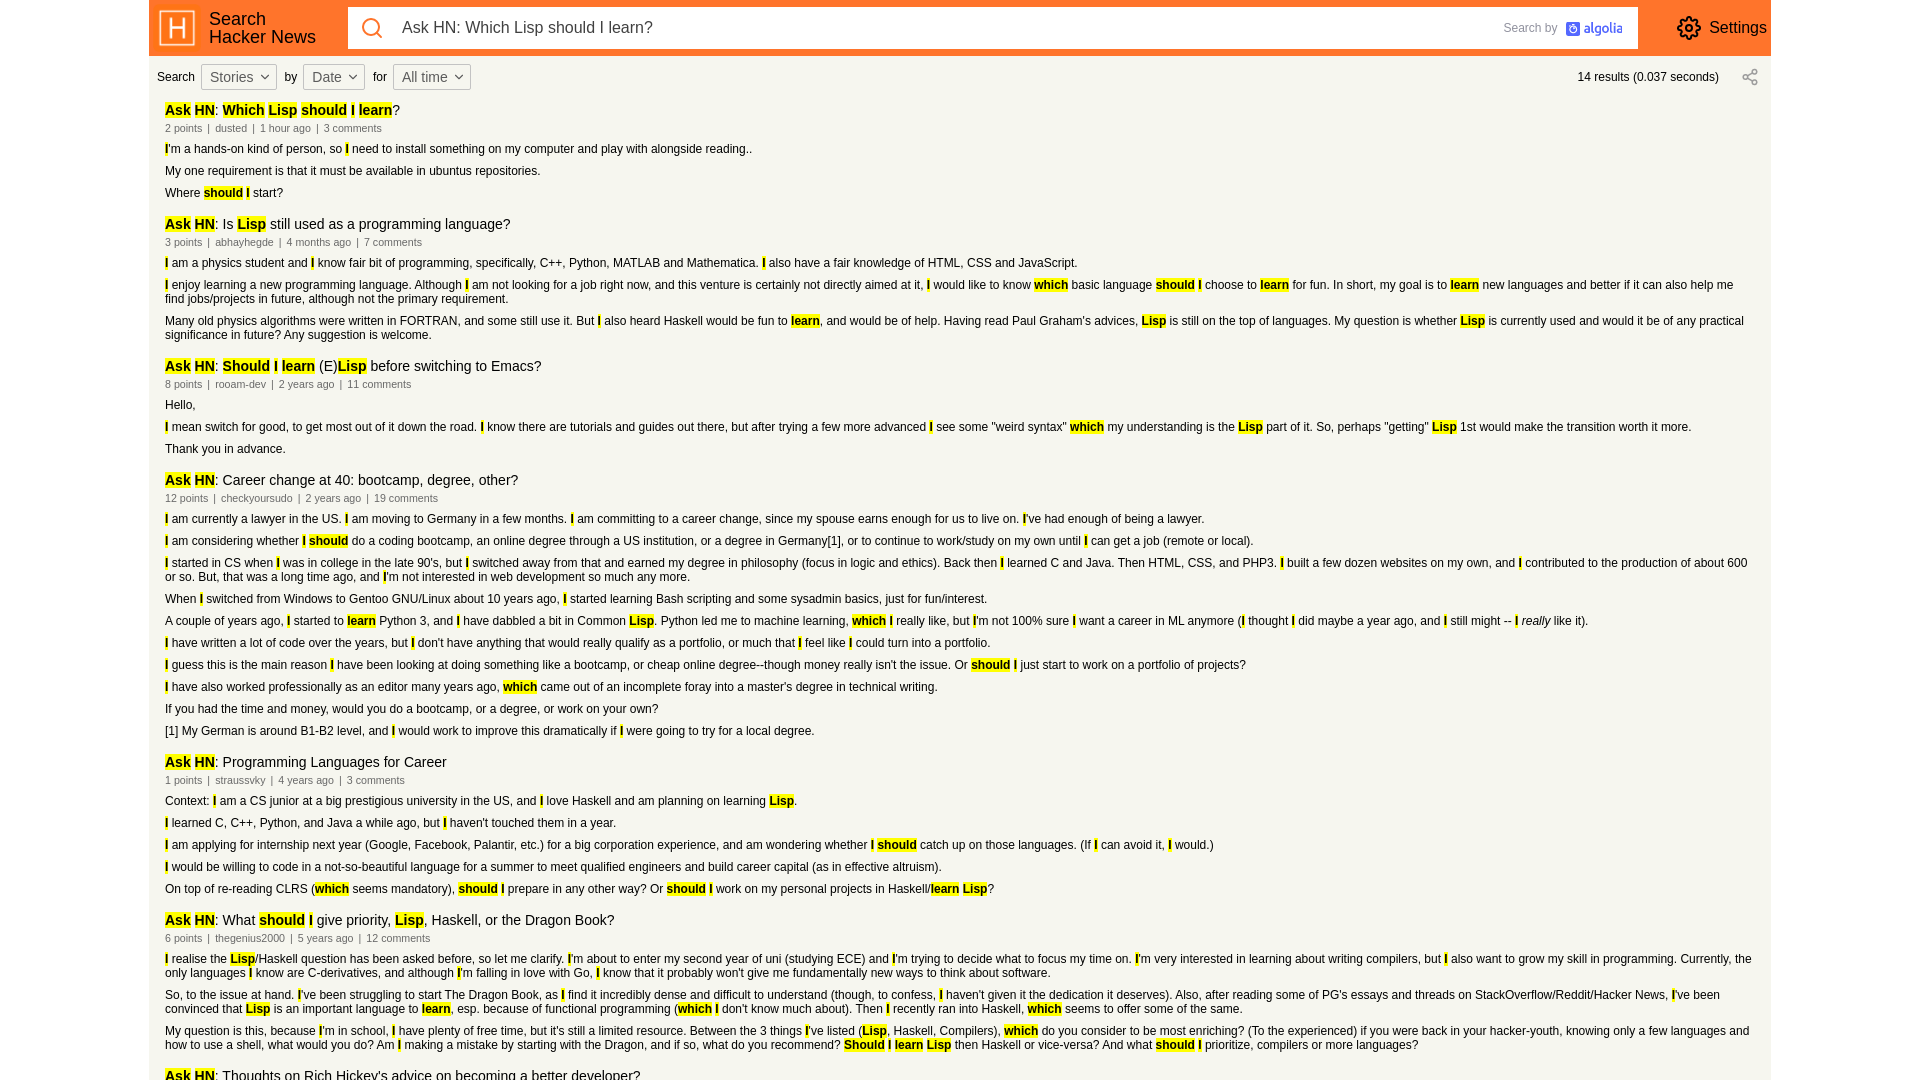 Search
Hacker News
Ask HN: Which Lisp should I learn?
Search by algolia
Settings
Search Stories by Date for All time
14 results (0.037 seconds)
Ask HN: Which Lisp should I learn?
2 points | dusted | 1 hour ago | 3 comments
I'm a hands-on kind of person, so I need to install something on my computer and play with alongside reading..
My one requirement is that it must be available in ubuntus repositories.
Where should I start?
Ask HN: Is Lisp still used as a programming language?
3 points | abhayhegde | 4 months ago | 7 comments
I am a physics student and I know fair bit of programming, specifically, C++, Python, MATLAB and Mathematica. I also have a fair knowledge of HTML, CSS and JavaScript.
I enjoy learning a new programming language. Although I am not looking for a job right now, and this venture is certainly not directly aimed at it, I would like to know which basic language should I choose to learn for fun. In short, my goal is to learn new languages and better if it can also help me
find jobs/projects in future, although not the primary requirement.
Many old physics algorithms were written in FORTRAN, and some still use it. But I also heard Haskell would be fun to learn, and would be of help. Having read Paul Graham's advices, Lisp is still on the top of languages. My question is whether Lisp is currently used and would it be of any practical
significance in future? Any suggestion is welcome.
Ask HN: Should I learn (E)Lisp before switching to Emacs?
8 points | rooam-dev | 2 years ago | 11 comments
Hello,
I mean switch for good, to get most out of it down the road. I know there are tutorials and guides out there, but after trying a few more advanced I see some "weird syntax" which my understanding is the Lisp part of it. So, perhaps "getting" Lisp 1st would make the transition worth it more.
Thank you in advance.
Ask HN: Career change at 40: bootcamp, degree, other?
12 points | checkyoursudo | 2 years ago | 19 comments
I am currently a lawyer in the US. I am moving to Germany in a few months. I am committing to a career change, since my spouse earns enough for us to live on. I've had enough of being a lawyer.
I am considering whether I should do a coding bootcamp, an online degree through a US institution, or a degree in Germany[1], or to continue to work/study on my own until I can get a job (remote or local).
I started in CS when I was in college in the late 90's, but I switched away from that and earned my degree in philosophy (focus in logic and ethics). Back then I learned C and Java. Then HTML, CSS, and PHP3. I built a few dozen websites on my own, and I contributed to the production of about 600
or so. But, that was a long time ago, and I'm not interested in web development so much any more.
When I switched from Windows to Gentoo GNU/Linux about 10 years ago, I started learning Bash scripting and some sysadmin basics, just for fun/interest.
A couple of years ago, I started to learn Python 3, and I have dabbled a bit in Common Lisp. Python led me to machine learning, which I really like, but I'm not 100% sure I want a career in ML anymore (I thought I did maybe a year ago, and I still might -- I really like it).
I have written a lot of code over the years, but I don't have anything that would really qualify as a portfolio, or much that I feel like I could turn into a portfolio.
I guess this is the main reason I have been looking at doing something like a bootcamp, or cheap online degree--though money really isn't the issue. Or should I just start to work on a portfolio of projects?
I have also worked professionally as an editor many years ago, which came out of an incomplete foray into a master's degree in technical writing.
If you had the time and money, would you do a bootcamp, or a degree, or work on your own?
[1] My German is around B1-B2 level, and I would work to improve this dramatically if I were going to try for a local degree.
Ask HN: Programming Languages for Career
1 points | straussvky | 4 years ago | 3 comments
Context: I am a CS junior at a big prestigious university in the US, and I love Haskell and am planning on learning Lisp.
I learned C, C++, Python, and Java a while ago, but I haven't touched them in a year.
I am applying for internship next year (Google, Facebook, Palantir, etc.) for a big corporation experience, and am wondering whether I should catch up on those languages. (If I can avoid it, I would.)
I would be willing to code in a not-so-beautiful language for a summer to meet qualified engineers and build career capital (as in effective altruism).
On top of re-reading CLRS (which seems mandatory), should I prepare in any other way? Or should I work on my personal projects in Haskell/learn Lisp?
Ask HN: What should I give priority, Lisp, Haskell, or the Dragon Book?
6 points | thegenius2000 | 5 years ago | 12 comments
I realise the Lisp/Haskell question has been asked before, so let me clarify. I'm about to enter my second year of uni (studying ECE) and I'm trying to decide what to focus my time on. I'm very interested in learning about writing compilers, but I also want to grow my skill in programming. Currently, the
only languages I know are C-derivatives, and although I'm falling in love with Go, I know that it probably won't give me fundamentally new ways to think about software.
So, to the issue at hand. I've been struggling to start The Dragon Book, as I find it incredibly dense and difficult to understand (though, to confess, I haven't given it the dedication it deserves). Also, after reading some of PG's essays and threads on StackOverflow/Reddit/Hacker News, I've been
convinced that Lisp is an important language to learn, esp. because of functional programming (which I don't know much about). Then I recently ran into Haskell, which seems to offer some of the same.
My question is this, because I'm in school, I have plenty of free time, but it's still a limited resource. Between the 3 things I've listed (Lisp, Haskell, Compilers), which do you consider to be most enriching? (To the experienced) if you were back in your hacker-youth, knowing only a few languages and
how to use a shell, what would you do? Am I making a mistake by starting with the Dragon, and if so, what do you recommend? Should I learn Lisp then Haskell or vice-versa? And what should I prioritize, compilers or more languages?
Ask HN: Thoughts on Rich Hickey's advice on becoming a better developer?